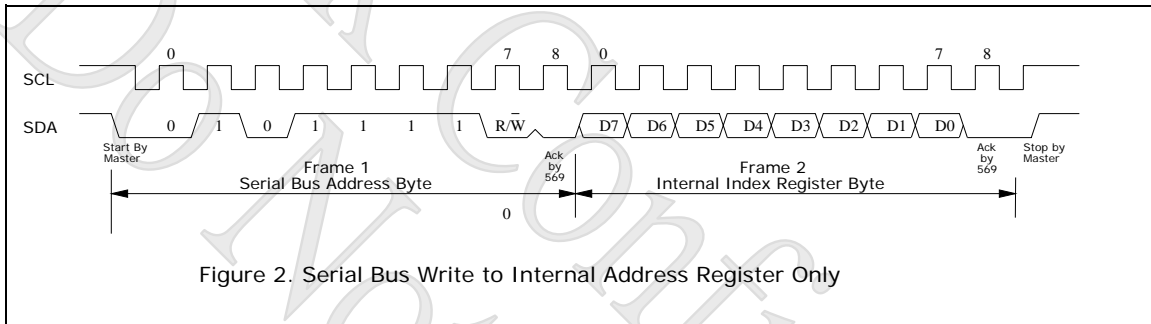 0 7 8 0 7 8
SCL
SDA 0 1 0 1 1 1 1 R/W̅ D7 D6 D5 D4 D3 D2 D1 D0
Start By
Master
Frame 1
Serial Bus Address Byte
0
Ack
by
569
Frame 2
Internal Index Register Byte
Ack
by
569
Stop by
Master
Figure 2. Serial Bus Write to Internal Address Register Only